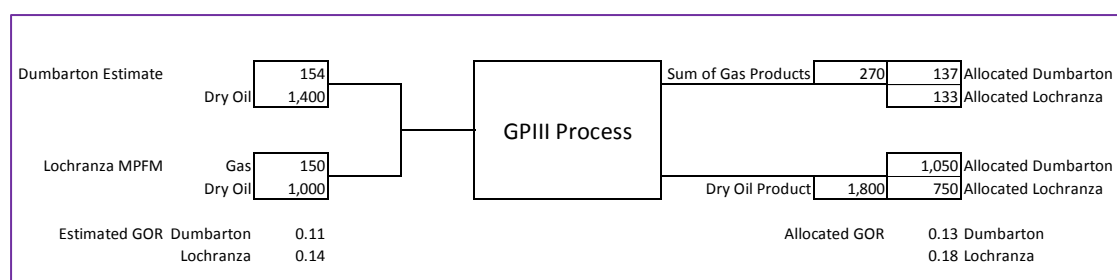 Dumbarton Estimate 154 Sum of Gas Products 270 137 Allocated Dumbarton
Dry Oil 1,400 133 Allocated Lochranza
GPIII Process
Lochranza MPFM Gas 150 1,050 Allocated Dumbarton
Dry Oil 1,000 Dry Oil Product 1,800 750 Allocated Lochranza
Estimated GOR Dumbarton 0.11 Allocated GOR 0.13 Dumbarton
Lochranza 0.14 0.18 Lochranza